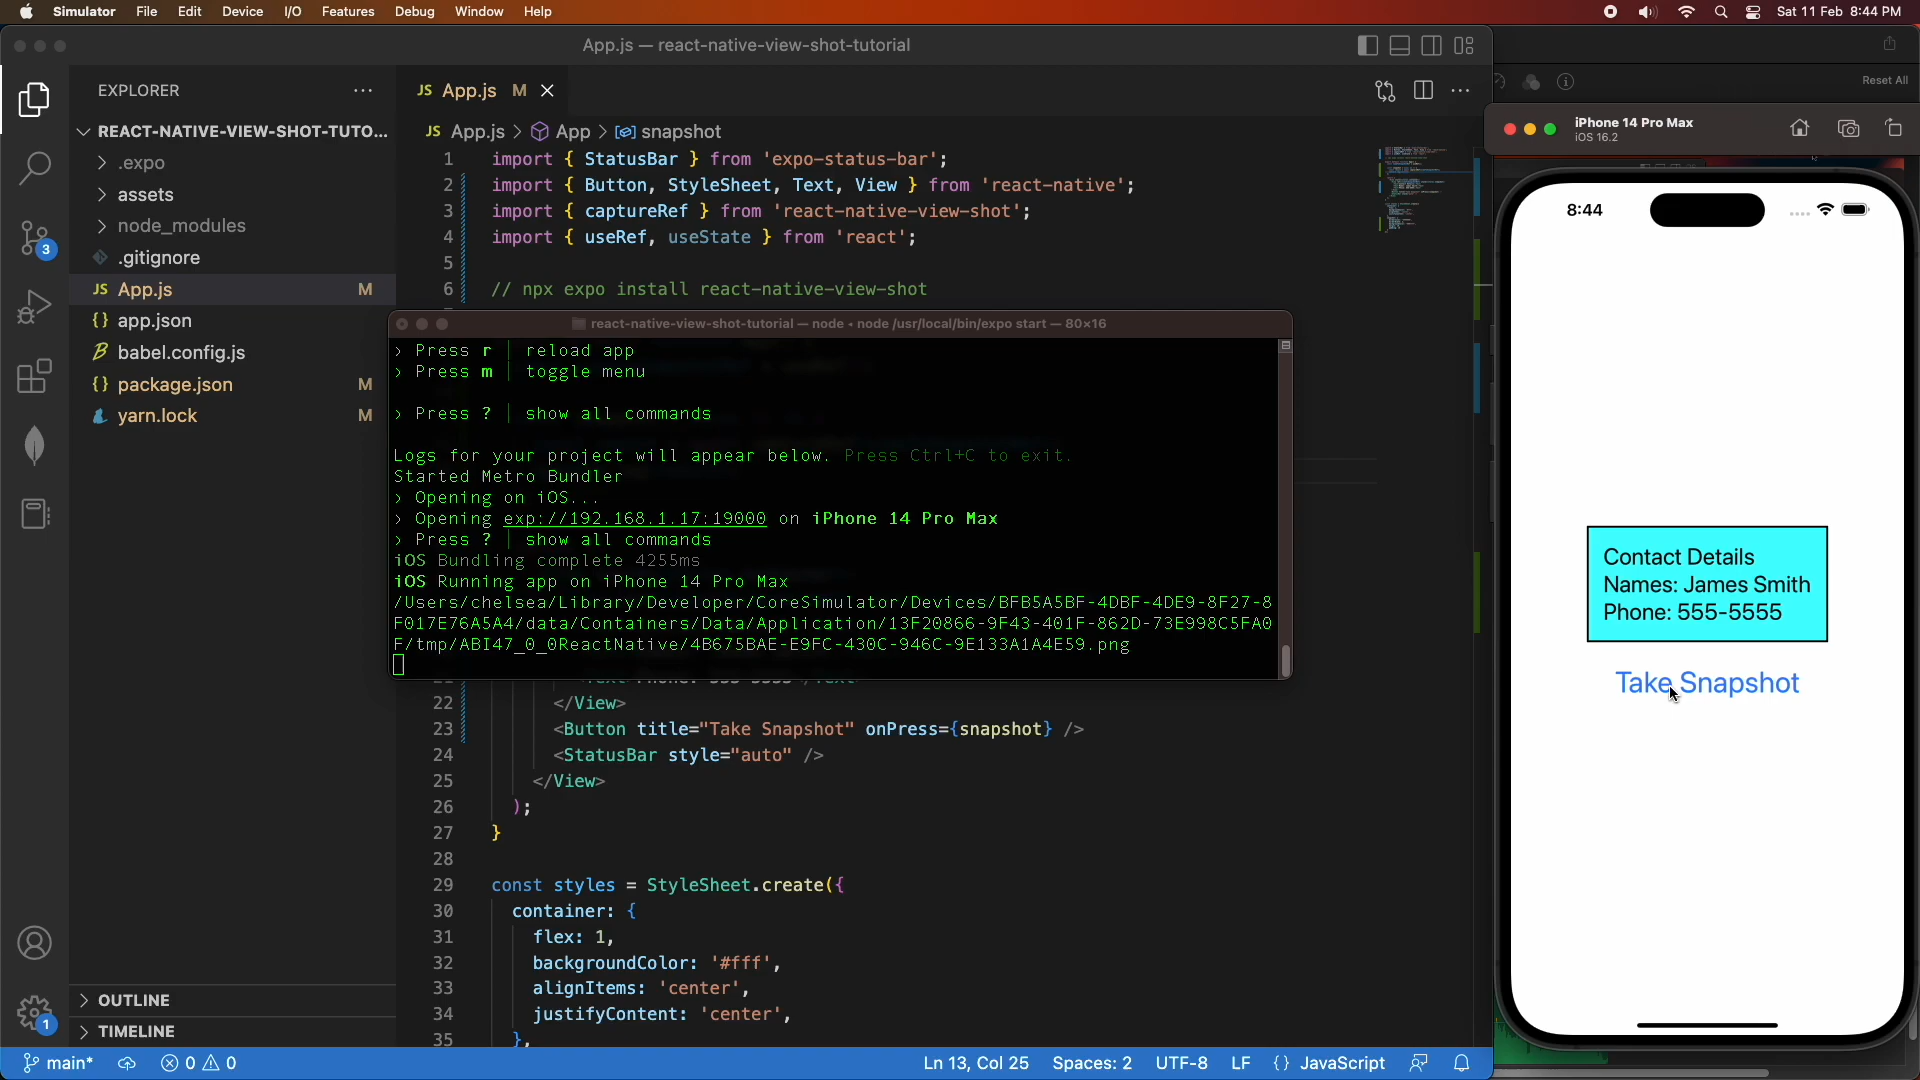 Simulator File Edit Device I/O Features Debug Window Help
Sat 11 Feb 8:44 PM
App.js — react-native-view-shot-tutorial
EXPLORER
REACT-NATIVE-VIEW-SHOT-TUTO...
.expo
assets
node_modules
.gitignore
JS App.js M
{} app.json
babel.config.js
{} package.json M
yarn.lock M
OUTLINE
TIMELINE
3
1
JS App.js M
JS App.js > App > snapshot
1 import { StatusBar } from 'expo-status-bar';
2 import { Button, StyleSheet, Text, View } from 'react-native';
3 import { captureRef } from 'react-native-view-shot';
4 import { useRef, useState } from 'react';
5
6 // npx expo install react-native-view-shot
react-native-view-shot-tutorial — node ◂ node /usr/local/bin/expo start — 80×16
› Press r | reload app
› Press m | toggle menu
› Press ? | show all commands
Logs for your project will appear below. Press Ctrl+C to exit.
Started Metro Bundler
› Opening on iOS...
› Opening exp://192.168.1.17:19000 on iPhone 14 Pro Max
› Press ? | show all commands
iOS Bundling complete 4255ms
iOS Running app on iPhone 14 Pro Max
/Users/chelsea/Library/Developer/CoreSimulator/Devices/BFB5A5BF-4DBF-4DE9-8F27-8
F017E76A5A4/data/Containers/Data/Application/13F20866-9F43-401F-862D-73E998C5FA0
F/tmp/ABI47_0_0ReactNative/4B675BAE-E9FC-430C-946C-9E133A1A4E59.png
22 </View>
23 <Button title="Take Snapshot" onPress={snapshot} />
24 <StatusBar style="auto" />
25 </View>
26 );
27 }
28
29 const styles = StyleSheet.create({
30 container: {
31 flex: 1,
32 backgroundColor: '#fff',
33 alignItems: 'center',
34 justifyContent: 'center',
35 },
main* 0 0 Ln 13, Col 25 Spaces: 2 UTF-8 LF {} JavaScript
Reset All
iPhone 14 Pro Max
iOS 16.2
8:44
Contact Details
Names: James Smith
Phone: 555-5555
Take Snapshot